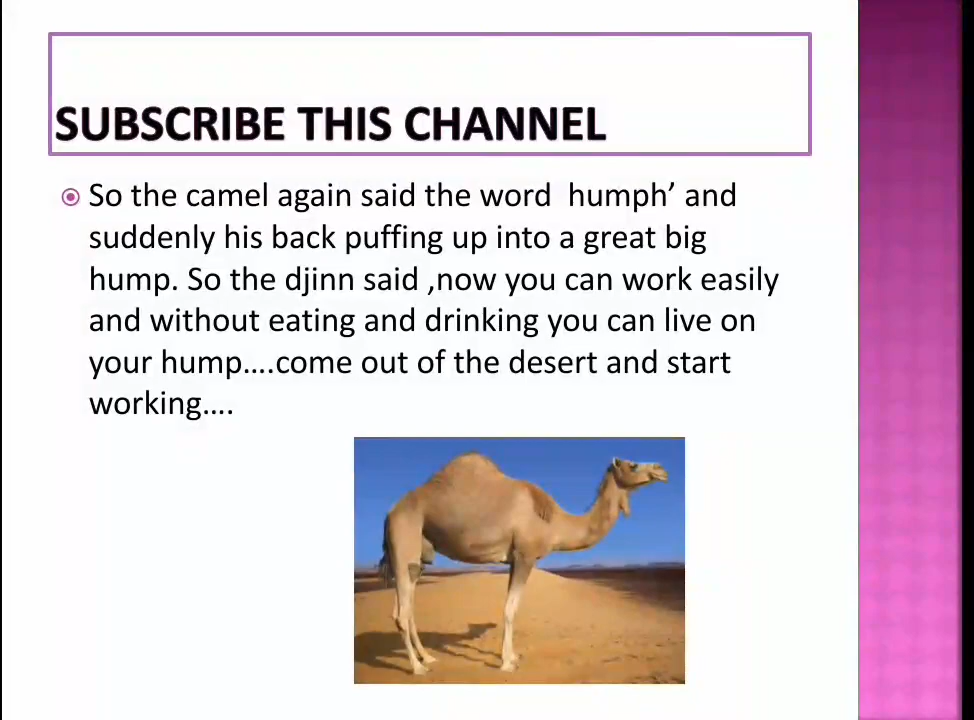 SUBSCRIBE THIS CHANNEL
So the camel again said the word  humph’ and
suddenly his back puffing up into a great big
hump. So the djinn said ,now you can work easily
and without eating and drinking you can live on
your hump....come out of the desert and start
working....